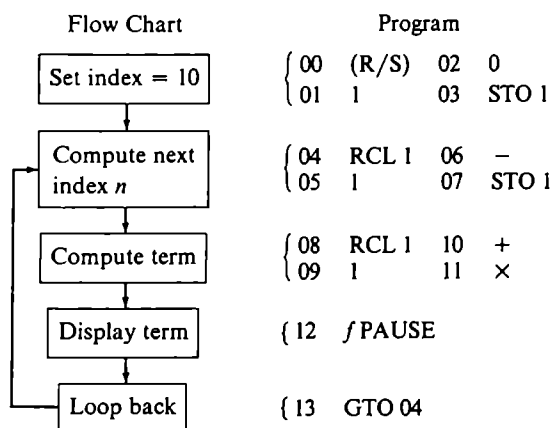 Flow Chart Program
Set index = 10
00 (R/S) 02 0
01 1 03 STO 1
Compute next
index n
04 RCL 1 06 −
05 1 07 STO 1
Compute term
08 RCL 1 10 +
09 1 11 ×
Display term
12 f PAUSE
Loop back
13 GTO 04